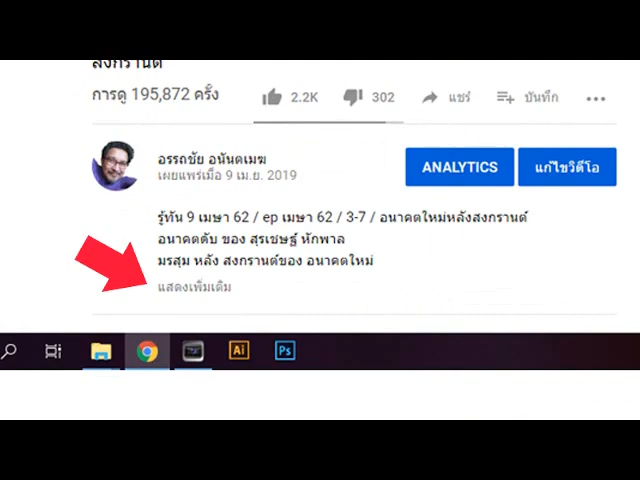 สงกรานต์
การดู 195,872 ครั้ง
2.2K
302
แชร์
บันทึก
อรรถชัย อนันตเมฆ
เผยแพร่เมื่อ 9 เม.ย. 2019
ANALYTICS
แก้ไขวิดีโอ
รู้ทัน 9 เมษา 62 / ep เมษา 62 / 3-7 / อนาคตใหม่หลังสงกรานต์
อนาคตดับ ของ สุรเชษฐ์ หักพาล
มรสุม หลัง สงกรานต์ของ อนาคตใหม่
แสดงเพิ่มเติม
Ai
Ps